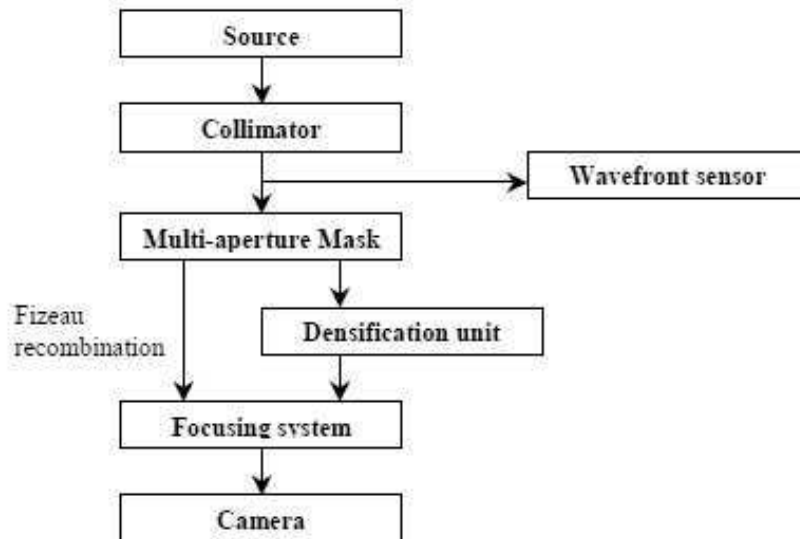 Source
Collimator
Wavefront sensor
Multi-aperture Mask
Fizeau
recombination
Densification unit
Focusing system
Camera